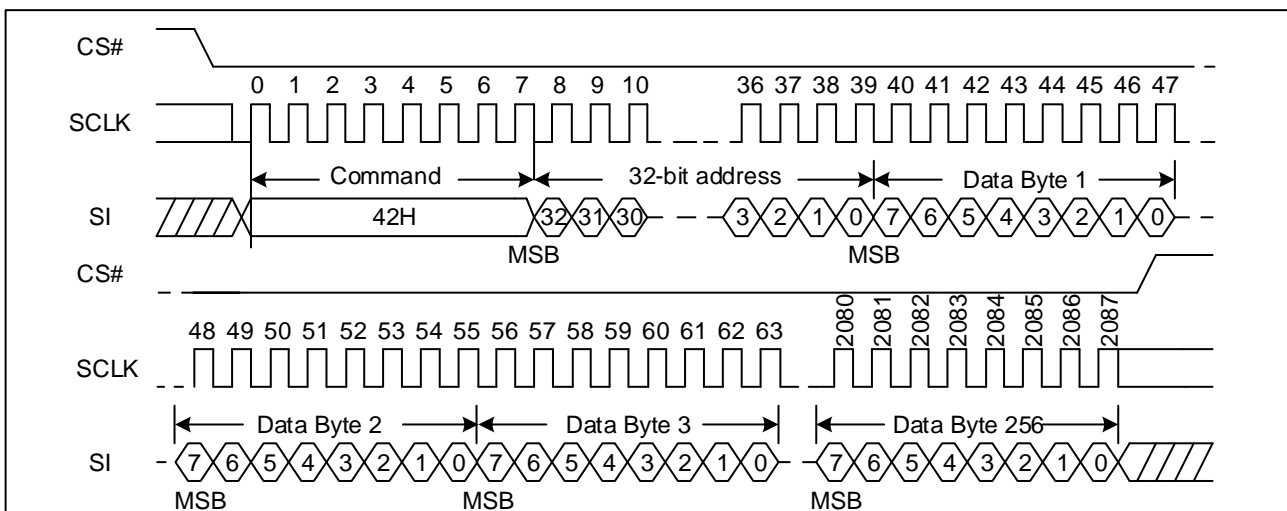 CS#
0 1 2 3 4 5 6 7 8 9 10 36 37 38 39 40 41 42 43 44 45 46 47
SCLK
Command 32-bit address Data Byte 1
SI 42H 32 31 30 3 2 1 0 7 6 5 4 3 2 1 0
MSB MSB
CS#
48 49 50 51 52 53 54 55 56 57 58 59 60 61 62 63 2080 2081 2082 2083 2084 2085 2086 2087
SCLK
Data Byte 2 Data Byte 3 Data Byte 256
SI 7 6 5 4 3 2 1 0 7 6 5 4 3 2 1 0 7 6 5 4 3 2 1 0
MSB MSB MSB